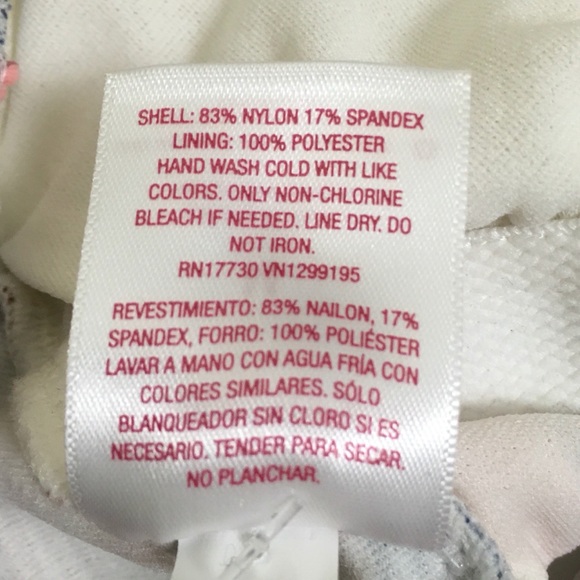 SHELL: 83% NYLON 17% SPANDEX
LINING: 100% POLYESTER
HAND WASH COLD WITH LIKE
COLORS. ONLY NON-CHLORINE
BLEACH IF NEEDED. LINE DRY. DO
NOT IRON.
RN17730 VN1299195
REVESTIMIENTO: 83% NAILON, 17%
SPANDEX, FORRO: 100% POLIÉSTER
LAVAR A MANO CON AGUA FRÍA CON
COLORES SIMILARES. SÓLO
BLANQUEADOR SIN CLORO SI ES
NECESARIO. TENDER PARA SECAR.
NO PLANCHAR.